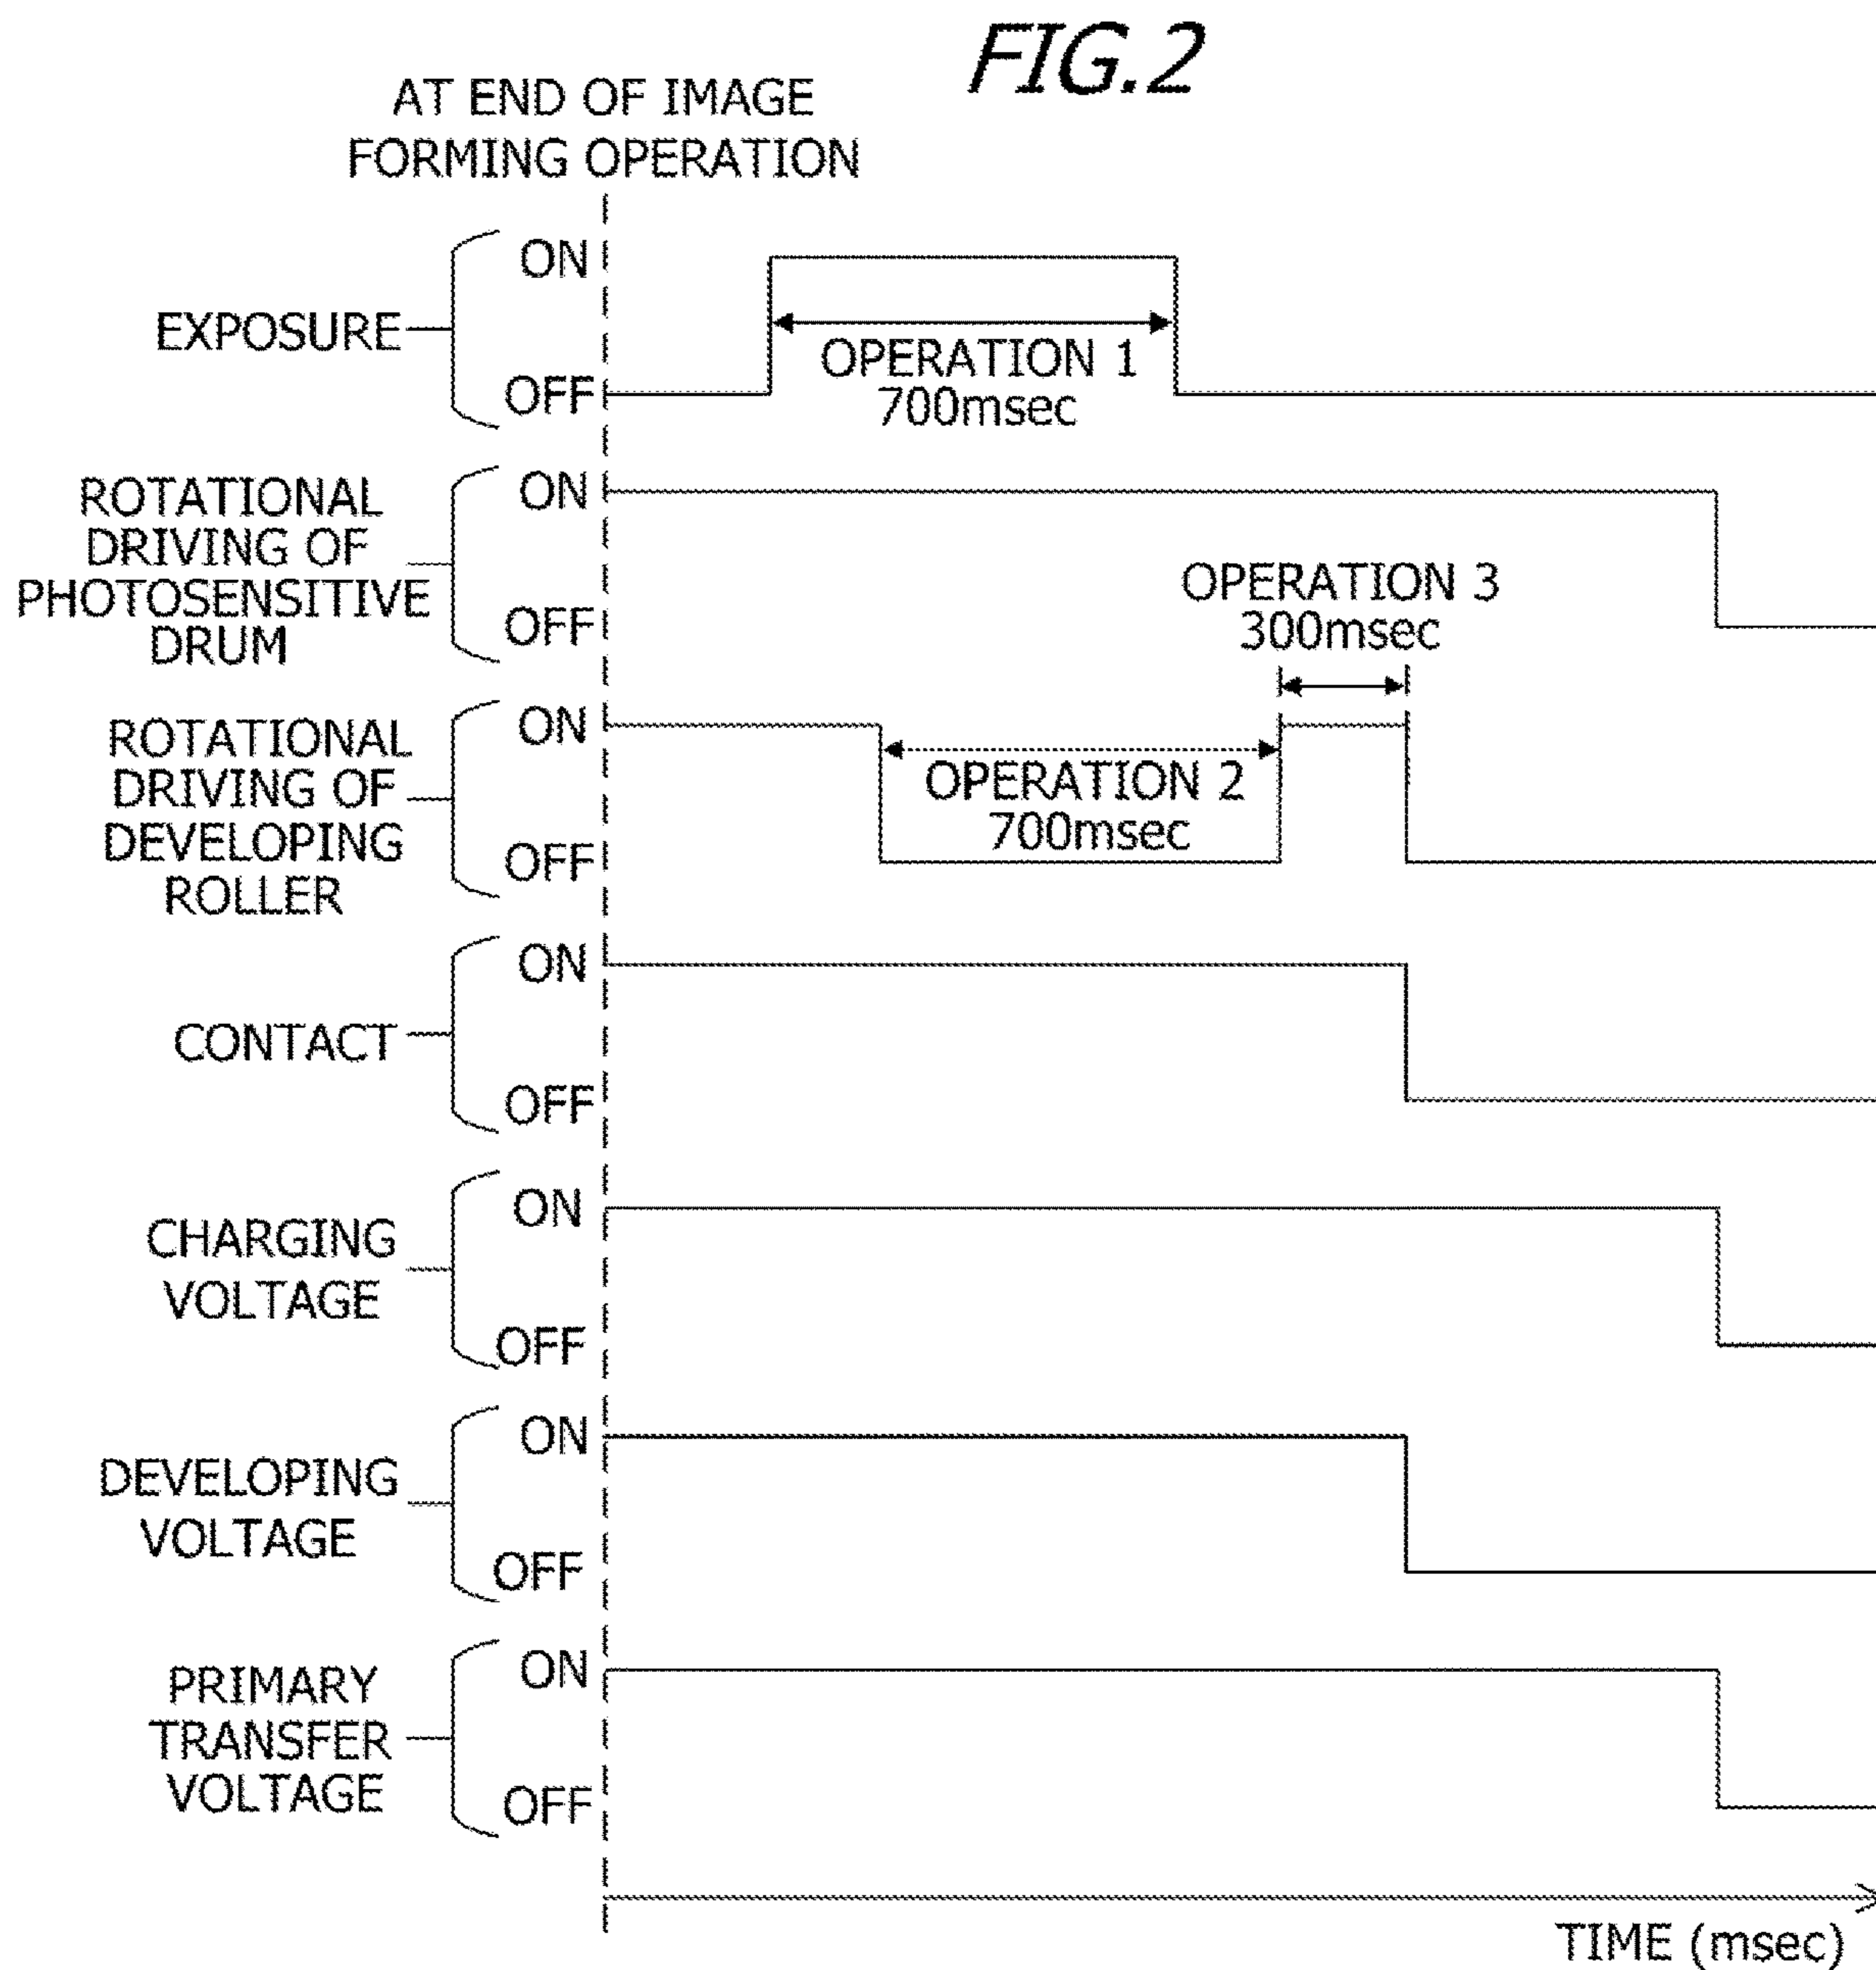 FIG.2
AT END OF IMAGE
FORMING OPERATION
EXPOSURE
ON
OFF
OPERATION 1
700msec
ROTATIONAL
DRIVING OF
PHOTOSENSITIVE
DRUM
ON
OFF
OPERATION 3
300msec
ROTATIONAL
DRIVING OF
DEVELOPING
ROLLER
ON
OFF
OPERATION 2
700msec
CONTACT
ON
OFF
CHARGING
VOLTAGE
ON
OFF
DEVELOPING
VOLTAGE
ON
OFF
PRIMARY
TRANSFER
VOLTAGE
ON
OFF
TIME (msec)